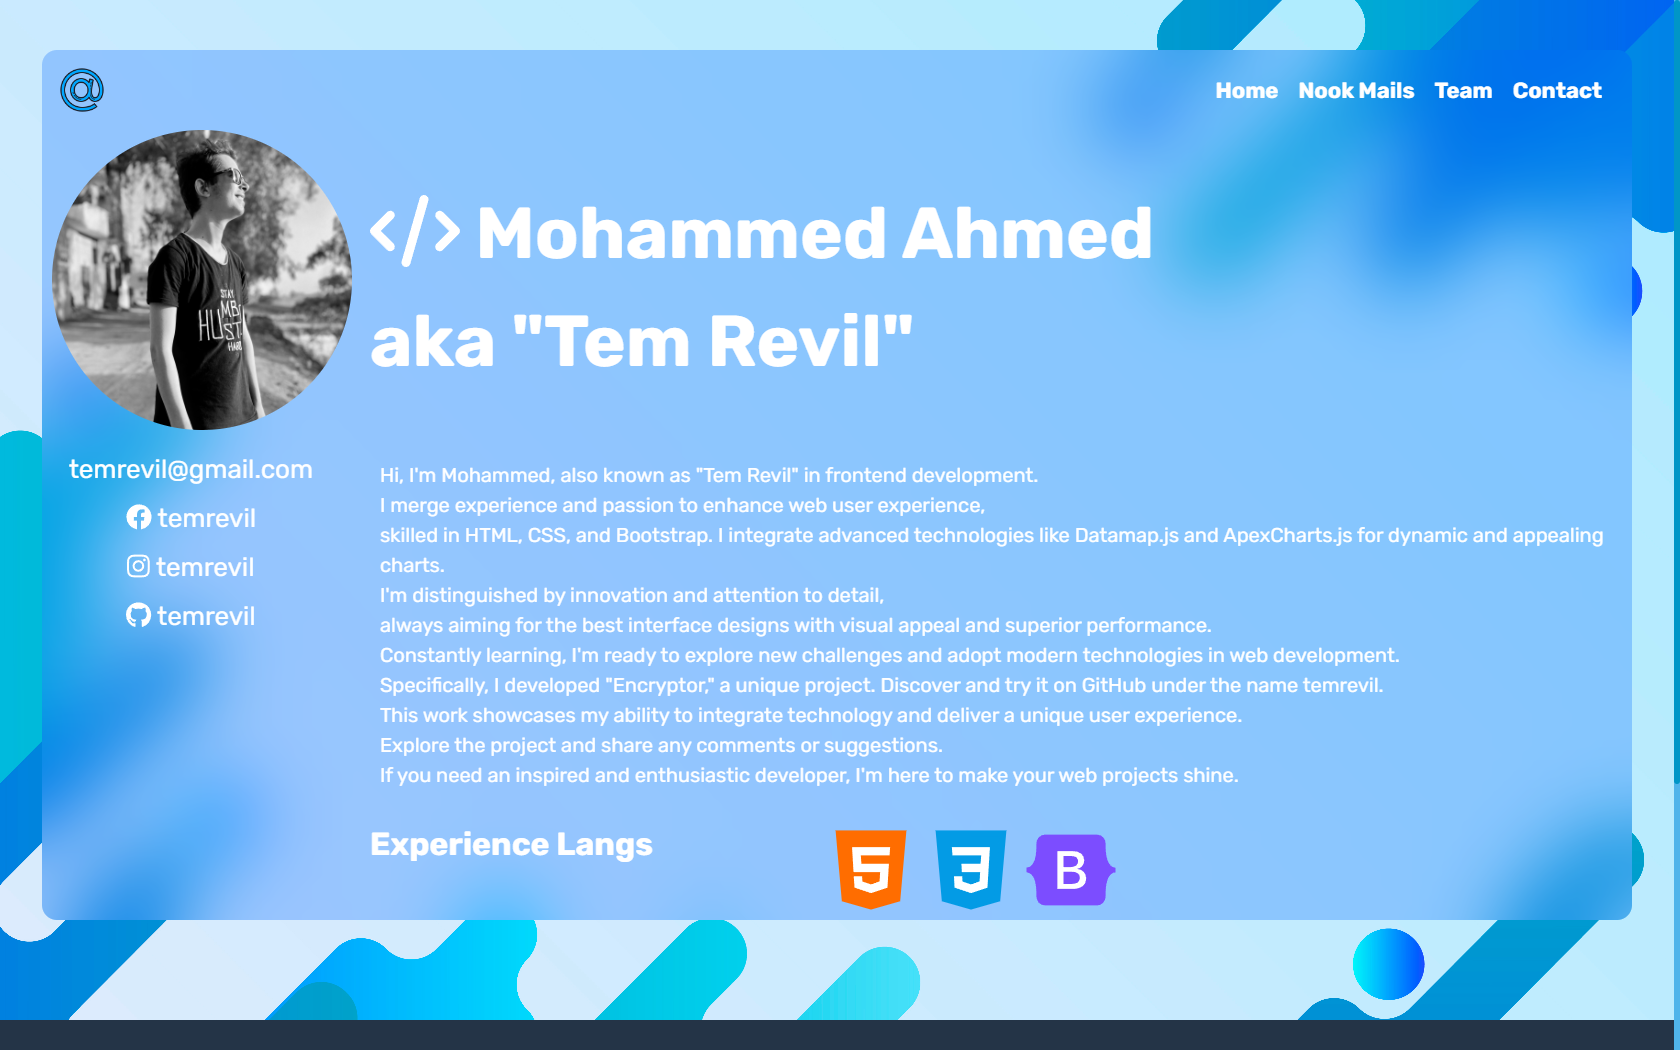 @
Home Nook Mails Team Contact
STAY
HUST
HARD
</> Mohammed Ahmed
aka "Tem Revil"
temrevil@gmail.com
temrevil
temrevil
temrevil
Hi, I'm Mohammed, also known as "Tem Revil" in frontend development.
I merge experience and passion to enhance web user experience,
skilled in HTML, CSS, and Bootstrap. I integrate advanced technologies like Datamap.js and ApexCharts.js for dynamic and appealing
charts.
I'm distinguished by innovation and attention to detail,
always aiming for the best interface designs with visual appeal and superior performance.
Constantly learning, I'm ready to explore new challenges and adopt modern technologies in web development.
Specifically, I developed "Encryptor," a unique project. Discover and try it on GitHub under the name temrevil.
This work showcases my ability to integrate technology and deliver a unique user experience.
Explore the project and share any comments or suggestions.
If you need an inspired and enthusiastic developer, I'm here to make your web projects shine.
Experience Langs
5 3 B